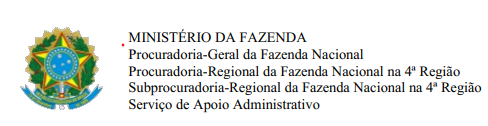 MINISTÉRIO DA FAZENDA
Procuradoria-Geral da Fazenda Nacional
Procuradoria-Regional da Fazenda Nacional na 4ª Região
Subprocuradoria-Regional da Fazenda Nacional na 4ª Região
Serviço de Apoio Administrativo